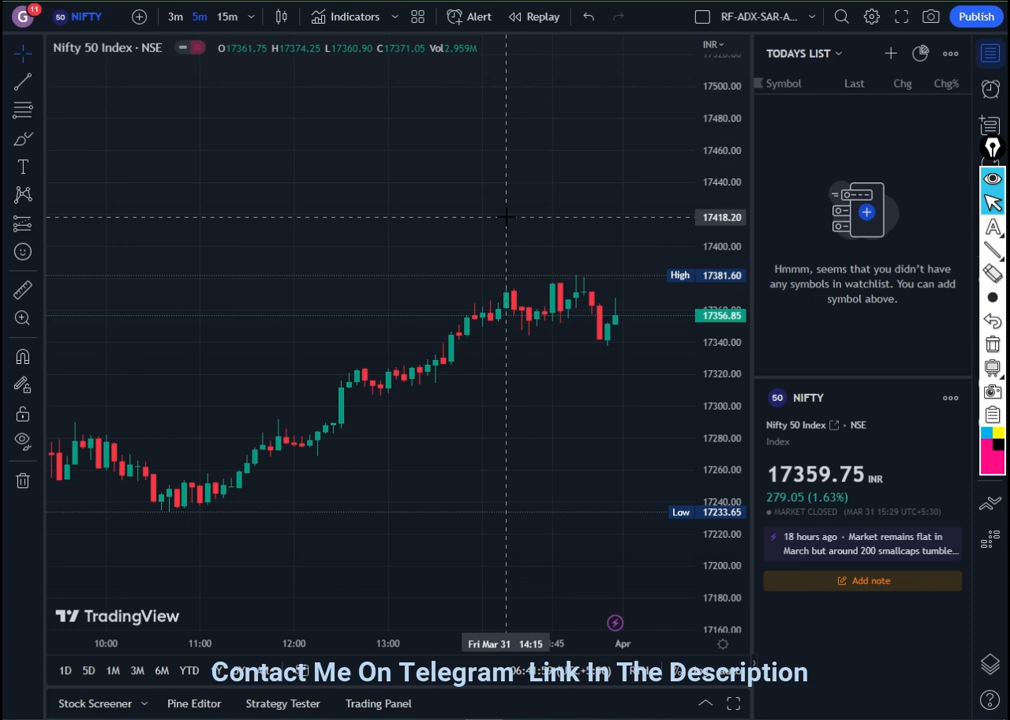 G 11 50 NIFTY 3m 5m 15m Indicators Alert Replay RF-ADX-SAR-A... Publish
Nifty 50 Index · NSE O17361.75 H17374.25 L17360.90 C17371.05 Vol2.959M
INR
17500.00
17480.00
17460.00
17440.00
17418.20
17400.00
High 17381.60
17356.85
17340.00
17320.00
17300.00
17280.00
17260.00
17240.00
Low 17233.65
17220.00
17200.00
17180.00
17160.00
TradingView
10:00 11:00 12:00 13:00 Fri Mar 31 14:15 :45 Apr
1D 5D 1M 3M 6M YTD
Contact Me On Telegram Link In The Description
Stock Screener Pine Editor Strategy Tester Trading Panel
TODAYS LIST
Symbol Last Chg Chg%
Hmmm, seems that you didn't have
any symbols in watchlist. You can add
symbol above.
50 NIFTY
Nifty 50 Index · NSE
Index
17359.75 INR
279.05 (1.63%)
MARKET CLOSED (MAR 31 15:29 UTC+5:30)
18 hours ago · Market remains flat in
March but around 200 smallcaps tumble...
Add note